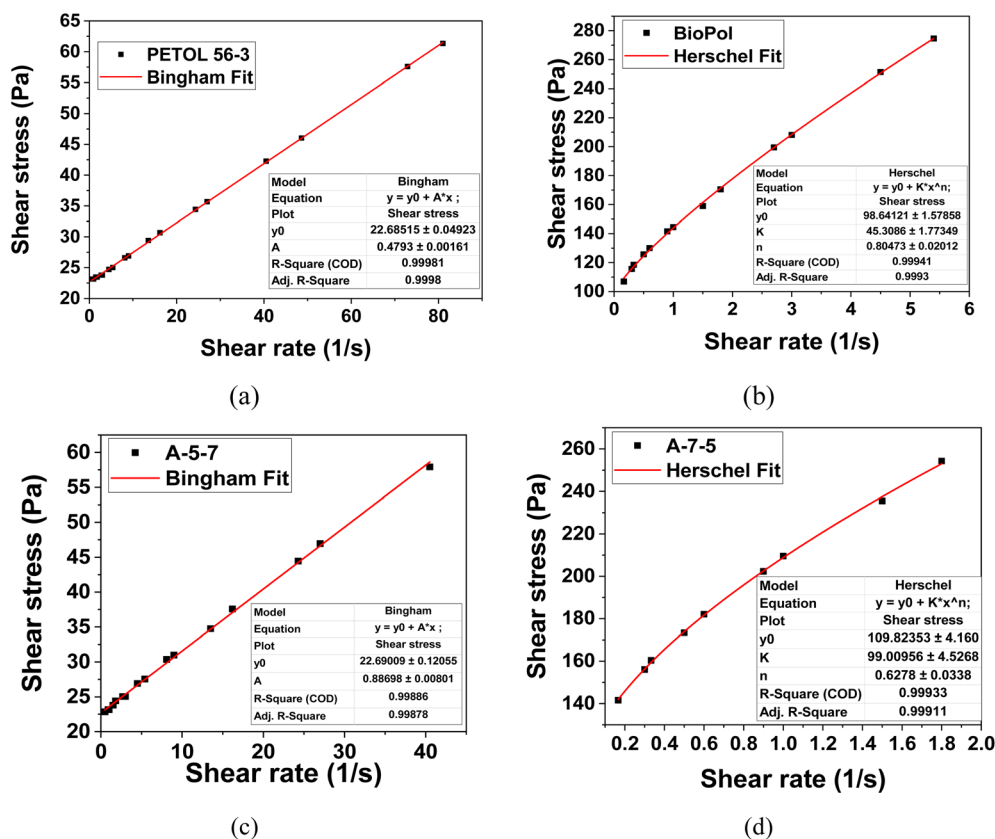 PETOL 56-3
Bingham Fit
Shear stress (Pa)
65
60
55
50
45
40
35
30
25
20
Model Bingham
Equation y = y0 + A*x ;
Plot Shear stress
y0 22.68515 ± 0.04923
A 0.4793 ± 0.00161
R-Square (COD) 0.99981
Adj. R-Square 0.9998
0 20 40 60 80
Shear rate (1/s)
(a)
BioPol
Herschel Fit
Shear stress (Pa)
280
260
240
220
200
180
160
140
120
100
Model Herschel
Equation y = y0 + K*x^n;
Plot Shear stress
y0 98.64121 ± 1.57858
K 45.3086 ± 1.77349
n 0.80473 ± 0.02012
R-Square (COD) 0.99941
Adj. R-Square 0.9993
0 1 2 3 4 5 6
Shear rate (1/s)
(b)
A-5-7
Bingham Fit
Shear stress (Pa)
60
55
50
45
40
35
30
25
20
Model Bingham
Equation y = y0 + A*x ;
Plot Shear stress
y0 22.69009 ± 0.12055
A 0.88698 ± 0.00801
R-Square (COD) 0.99886
Adj. R-Square 0.99878
0 10 20 30 40
Shear rate (1/s)
(c)
A-7-5
Herschel Fit
Shear stress (Pa)
260
240
220
200
180
160
140
Model Herschel
Equation y = y0 + K*x^n;
Plot Shear stress
y0 109.82353 ± 4.160
K 99.00956 ± 4.5268
n 0.6278 ± 0.0338
R-Square (COD) 0.99933
Adj. R-Square 0.99911
0.2 0.4 0.6 0.8 1.0 1.2 1.4 1.6 1.8 2.0
Shear rate (1/s)
(d)